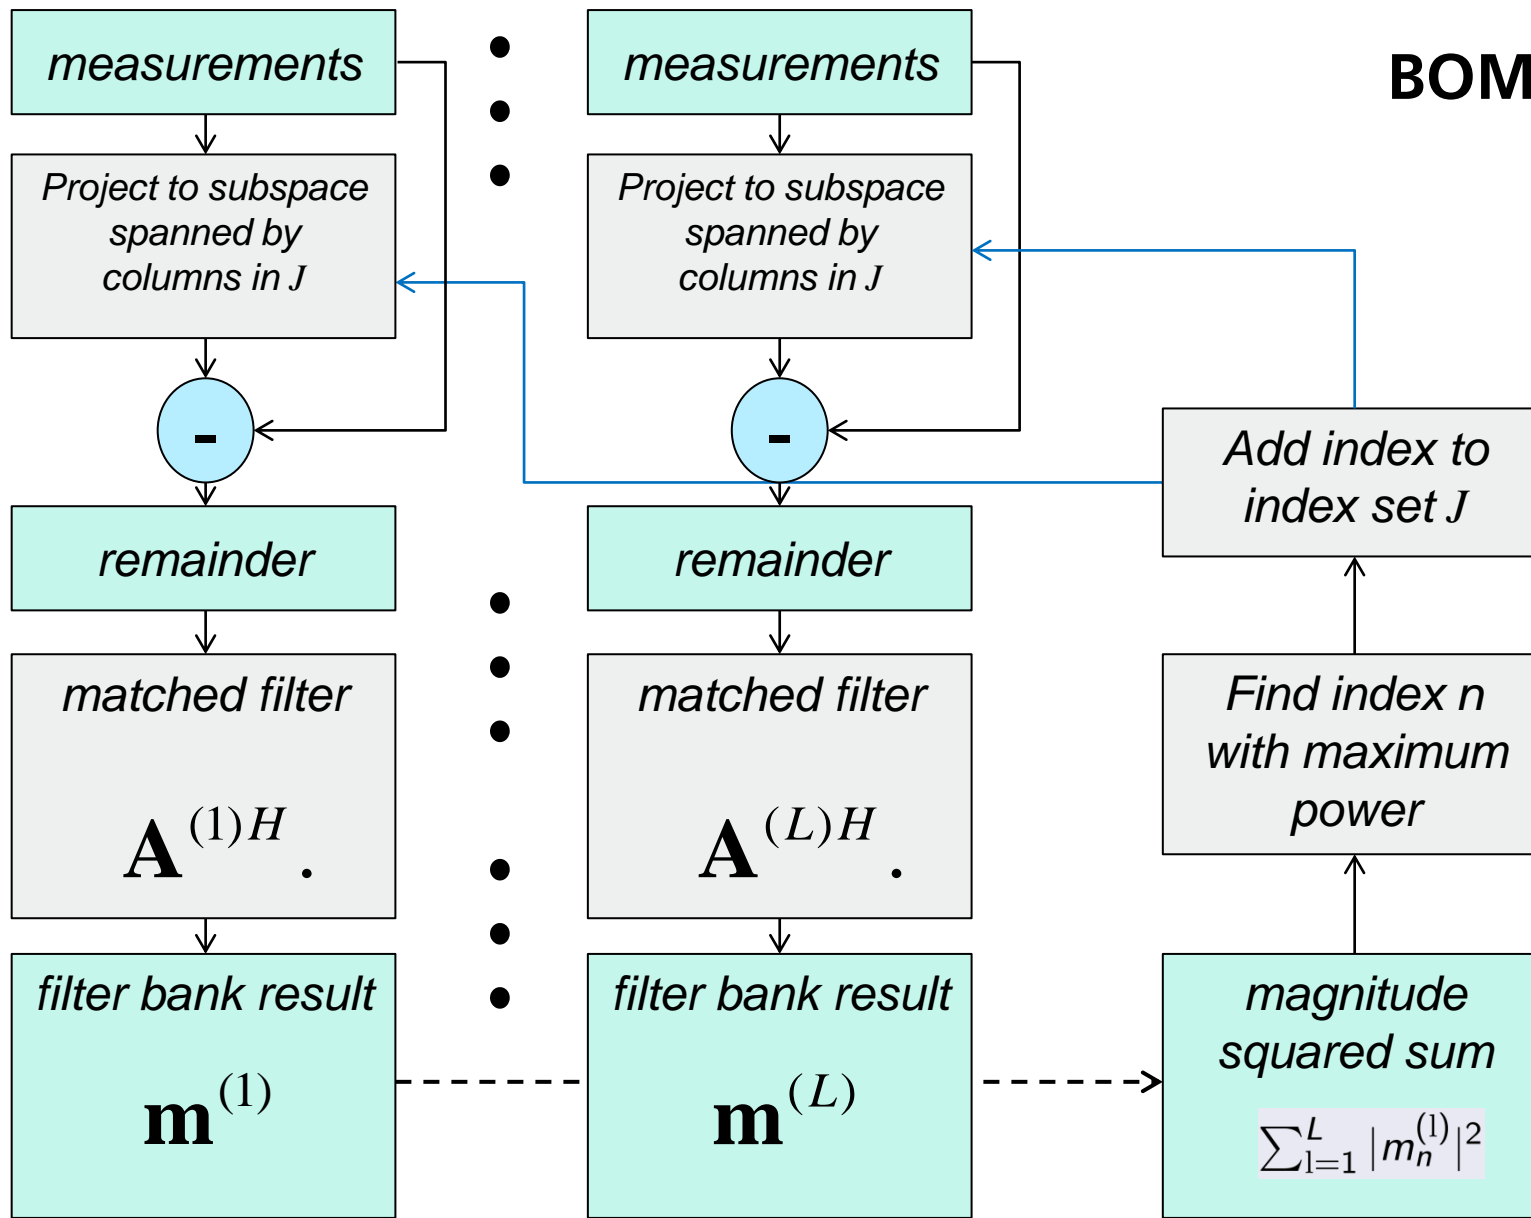 measurements
Project to subspace
spanned by
columns in J
-
remainder
matched filter
A^(1)H .
filter bank result
m^(1)
measurements
Project to subspace
spanned by
columns in J
-
remainder
matched filter
A^(L)H .
filter bank result
m^(L)
BOM
Add index to
index set J
Find index n
with maximum
power
magnitude
squared sum
∑_{l=1}^{L} |m_n^{(l)}|^2